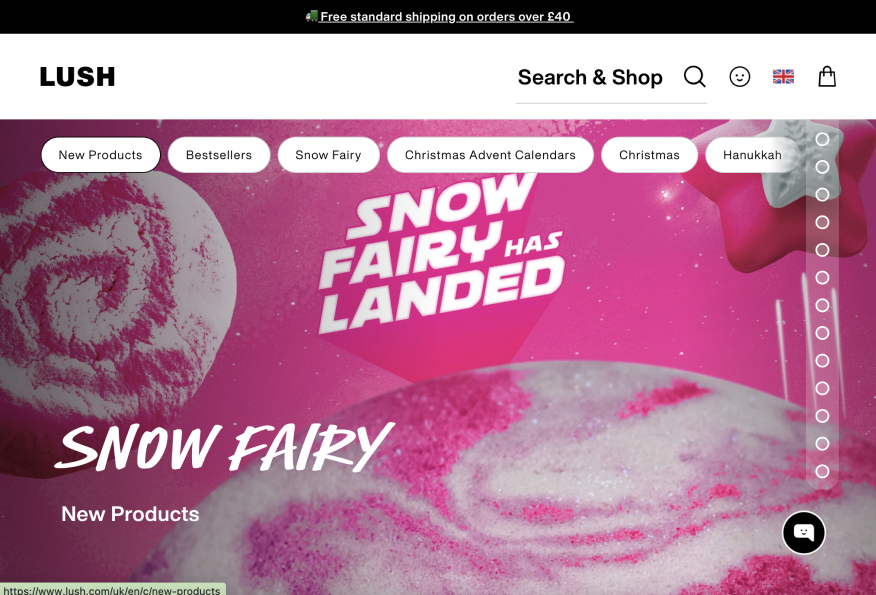 Free standard shipping on orders over £40
LUSH
Search & Shop
New Products
Bestsellers
Snow Fairy
Christmas Advent Calendars
Christmas
Hanukkah
SNOW
FAIRY HAS
LANDED
SNOW FAIRY
New Products
https://www.lush.com/uk/en/c/new-products